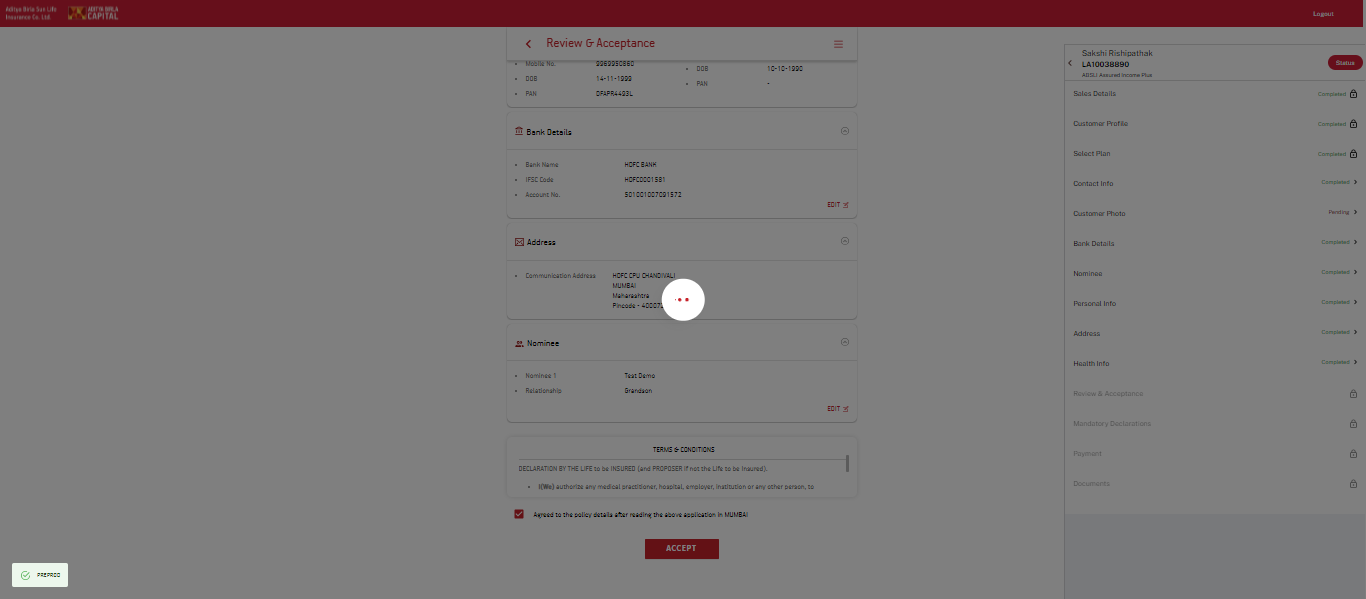 Aditya Birla Sun Life
Insurance Co. Ltd.
ADITYA BIRLA
CAPITAL
Logout
Review & Acceptance
Mobile No. 9969950860
DOB 14-11-1999
PAN DFAPR4493L
DOB 10-10-1990
PAN -
Bank Details
Bank Name HDFC BANK
IFSC Code HDFC0001581
Account No. 501001007091572
EDIT
Address
Communication Address HDFC CPU CHANDIVALI
MUMBAI
Maharashtra
Pincode - 40007
Nominee
Nominee 1 Test Demo
Relationship Grandson
EDIT
TERMS & CONDITIONS
DECLARATION BY THE LIFE to be INSURED (and PROPOSER if not the Life to be Insured).
I(We) authorize any medical practitioner, hospital, employer, institution or any other person, to
Agreed to the policy details after reading the above application in MUMBAI
ACCEPT
PREPROD
Sakshi Rishipathak
LA10038890
ABSLI Assured Income Plus
Status
Sales Details Completed
Customer Profile Completed
Select Plan Completed
Contact Info Completed
Customer Photo Pending
Bank Details Completed
Nominee Completed
Personal Info Completed
Address Completed
Health Info Completed
Review & Acceptance
Mandatory Declarations
Payment
Documents